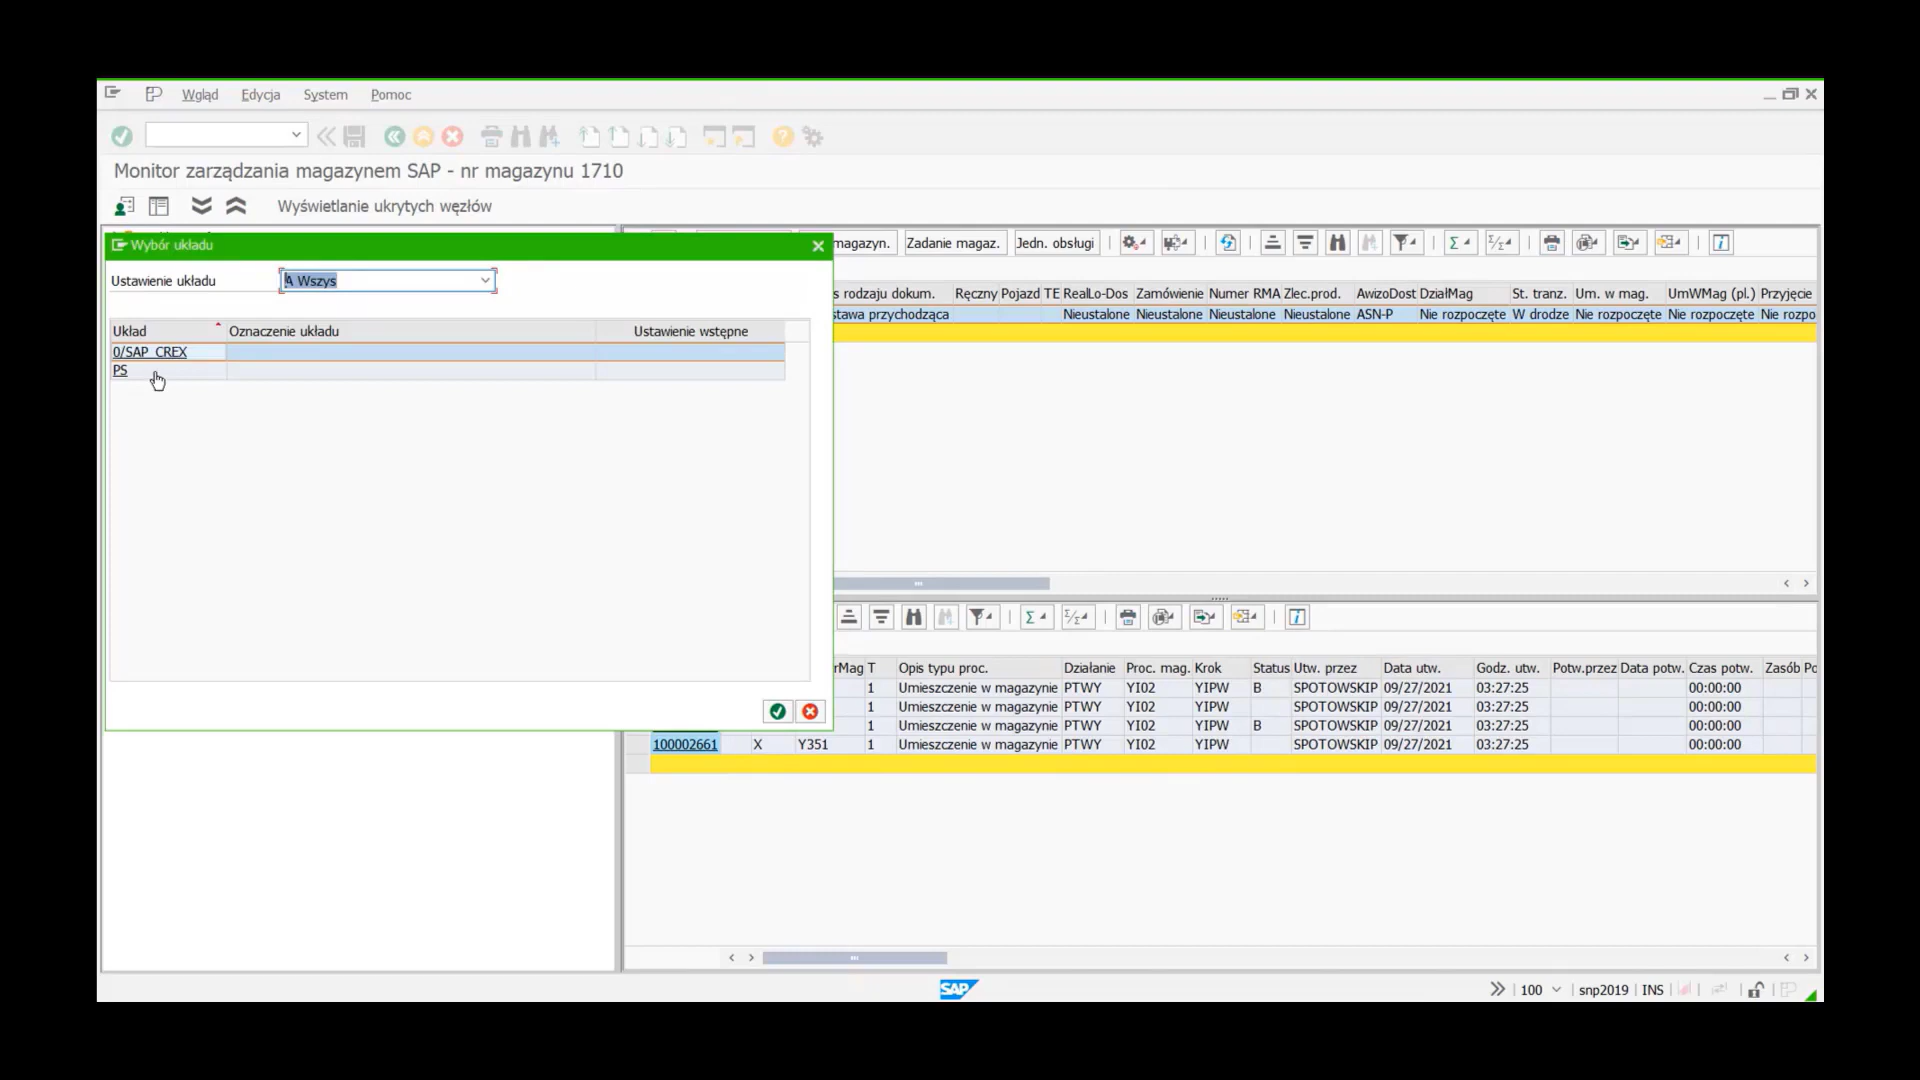 Wgląd Edycja System Pomoc
Monitor zarządzania magazynem SAP - nr magazynu 1710
Wyświetlanie ukrytych węzłów
Wybór układu
Ustawienie układu A Wszys
Układ Oznaczenie układu Ustawienie wstępne
0/SAP_CREX
PS
magazyn. Zadanie magaz. Jedn. obsługi
s rodzaju dokum. Ręczny Pojazd TE RealLo-Dos Zamówienie Numer RMA Zlec.prod. AwizoDost DziałMag St. tranz. Um. w mag. UmWMag (pl.) Przyjęcie
stawa przychodząca Nieustalone Nieustalone Nieustalone Nieustalone ASN-P Nie rozpoczęte W drodze Nie rozpoczęte Nie rozpoczęte Nie rozpo
rMag T Opis typu proc. Działanie Proc. mag. Krok Status Utw. przez Data utw. Godz. utw. Potw.przez Data potw. Czas potw. Zasób Po
1 Umieszczenie w magazynie PTWY YI02 YIPW B SPOTOWSKIP 09/27/2021 03:27:25 00:00:00
1 Umieszczenie w magazynie PTWY YI02 YIPW SPOTOWSKIP 09/27/2021 03:27:25 00:00:00
1 Umieszczenie w magazynie PTWY YI02 YIPW B SPOTOWSKIP 09/27/2021 03:27:25 00:00:00
100002661 X Y351 1 Umieszczenie w magazynie PTWY YI02 YIPW SPOTOWSKIP 09/27/2021 03:27:25 00:00:00
SAP 100 snp2019 INS